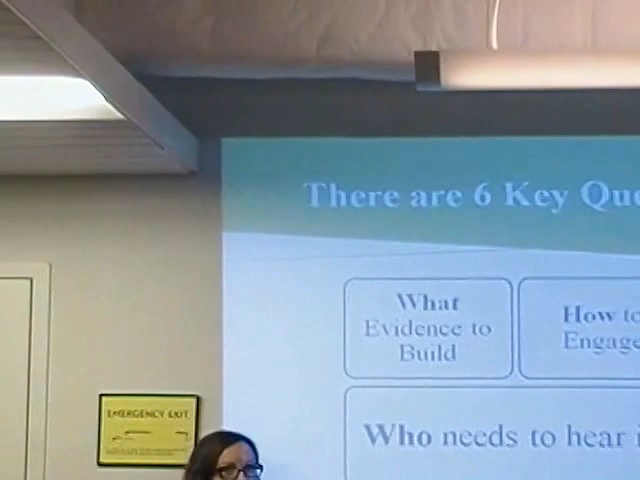 There are 6 Key Que
What
Evidence to
Build
How to
Engage
Who needs to hear i
EMERGENCY EXIT